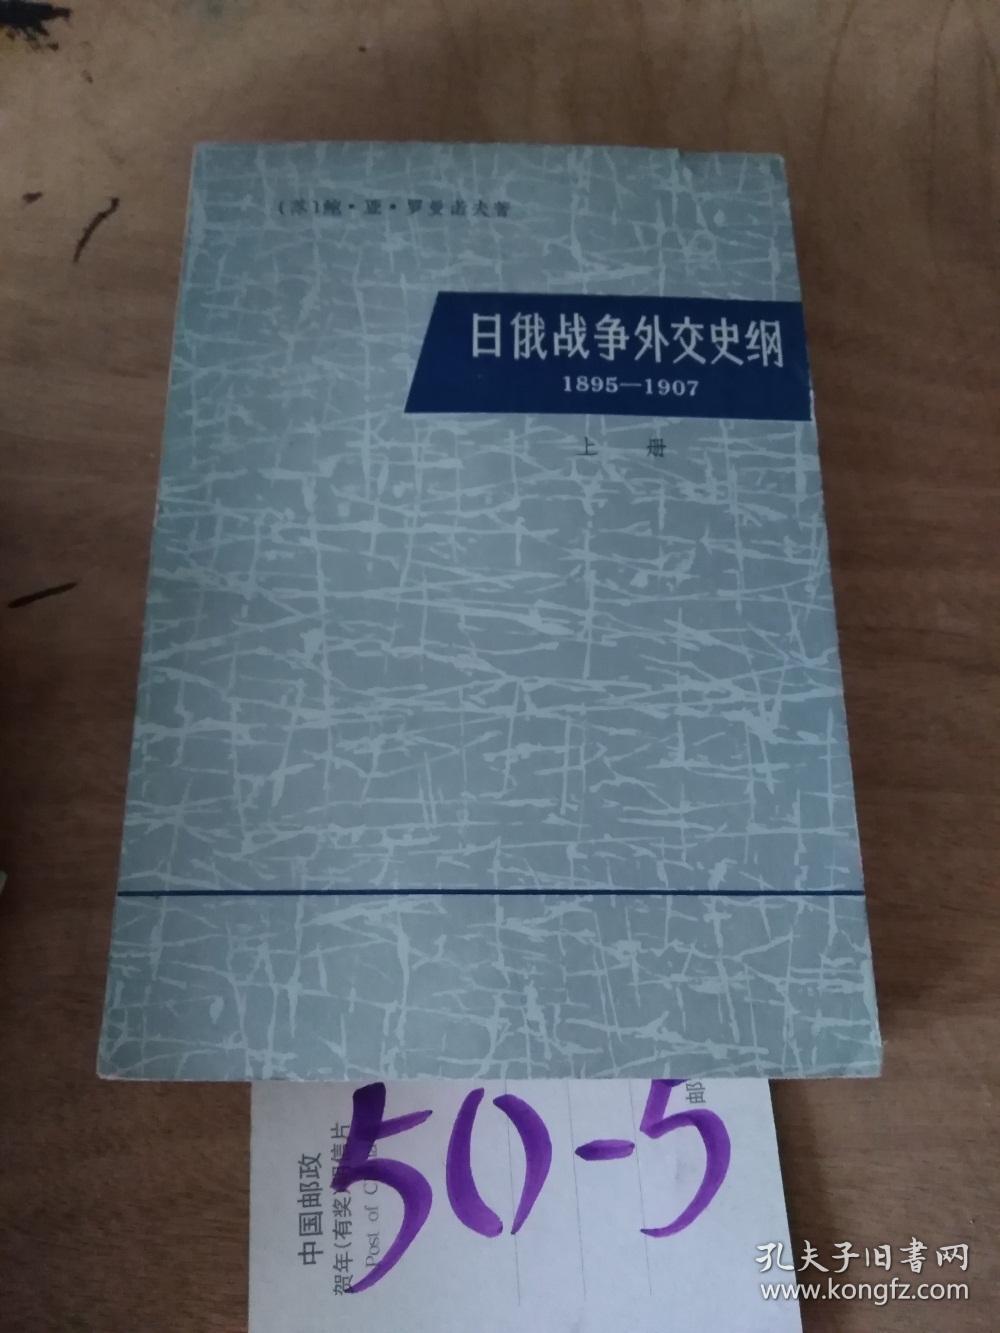 (苏)鲍·亚·罗曼诺夫著
日俄战争外交史纲
1895—1907
上 册
50-5
中国邮政
贺年(有奖)明信片
Post of C
邮
孔夫子旧书网
www.kongfz.com